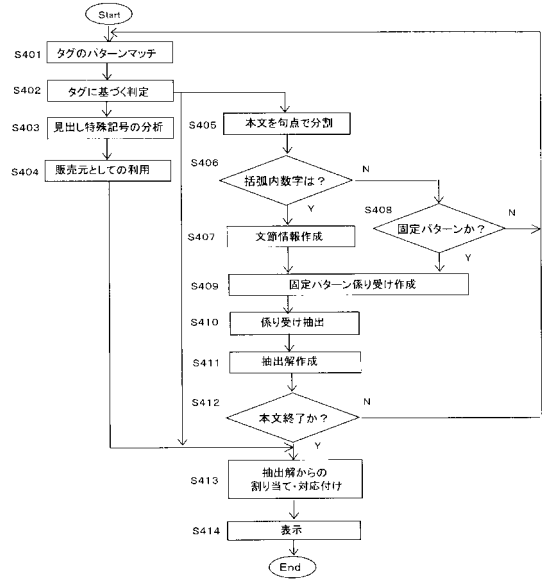 Start
S401 タグのパターンマッチ
S402 タグに基づく判定
S403 見出し特殊記号の分析
S404 販売元としての利用
S405 本文を句点で分割
S406 括弧内数字は？
N
Y
S407 文節情報作成
S408 固定パターンか？
N
Y
S409 固定パターン係り受け作成
S410 係り受け抽出
S411 抽出解作成
S412 本文終了か？
N
Y
S413 抽出解からの
割り当て・対応付け
S414 表示
End